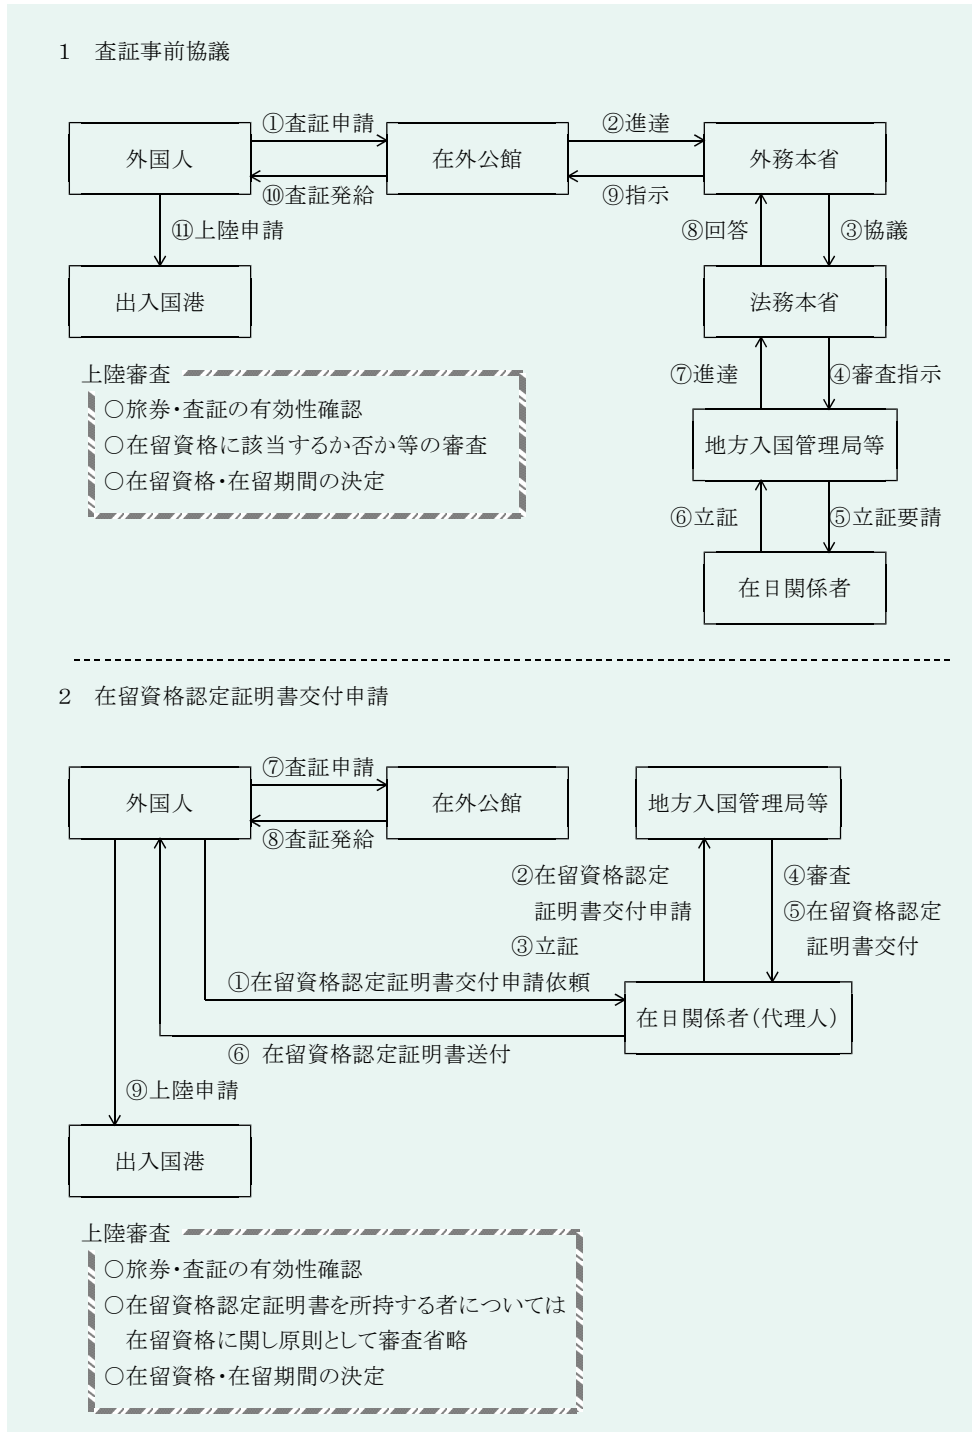 1　査証事前協議
①査証申請
②進達
外国人
在外公館
外務本省
⑩査証発給
⑨指示
⑪上陸申請
⑧回答
③協議
出入国港
法務本省
上陸審査
⑦進達
④審査指示
○旅券・査証の有効性確認
○在留資格に該当するか否か等の審査
地方入国管理局等
○在留資格・在留期間の決定
⑥立証
⑤立証要請
在日関係者
2　在留資格認定証明書交付申請
⑦査証申請
外国人
在外公館
地方入国管理局等
⑧査証発給
②在留資格認定
証明書交付申請
③立証
④審査
⑤在留資格認定
証明書交付
①在留資格認定証明書交付申請依頼
在日関係者(代理人)
⑥ 在留資格認定証明書送付
⑨上陸申請
出入国港
上陸審査
○旅券・査証の有効性確認
○在留資格認定証明書を所持する者については
在留資格に関し原則として審査省略
○在留資格・在留期間の決定